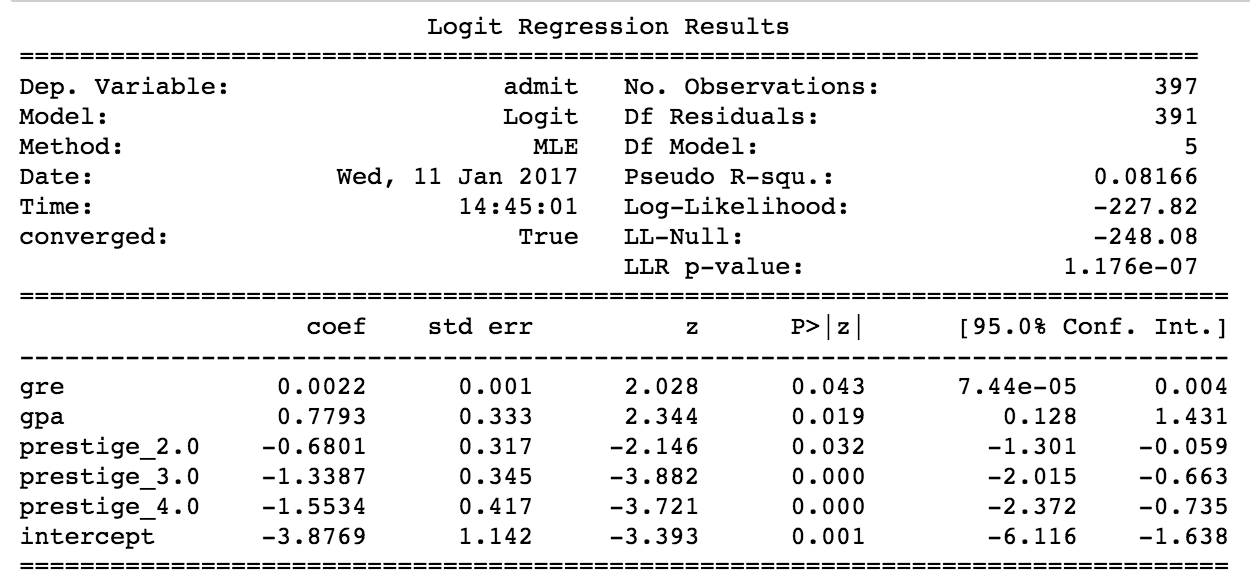 Logit Regression Results
==============================================================================
Dep. Variable:                  admit   No. Observations:                  397
Model:                          Logit   Df Residuals:                      391
Method:                           MLE   Df Model:                            5
Date:                Wed, 11 Jan 2017   Pseudo R-squ.:                 0.08166
Time:                        14:45:01   Log-Likelihood:                -227.82
converged:                       True   LL-Null:                       -248.08
                                        LLR p-value:                 1.176e-07
================================================================================
                   coef    std err          z      P>|z|      [95.0% Conf. Int.]
--------------------------------------------------------------------------------
gre              0.0022      0.001      2.028      0.043      7.44e-05     0.004
gpa              0.7793      0.333      2.344      0.019         0.128     1.431
prestige_2.0    -0.6801      0.317     -2.146      0.032        -1.301    -0.059
prestige_3.0    -1.3387      0.345     -3.882      0.000        -2.015    -0.663
prestige_4.0    -1.5534      0.417     -3.721      0.000        -2.372    -0.735
intercept       -3.8769      1.142     -3.393      0.001        -6.116    -1.638
================================================================================